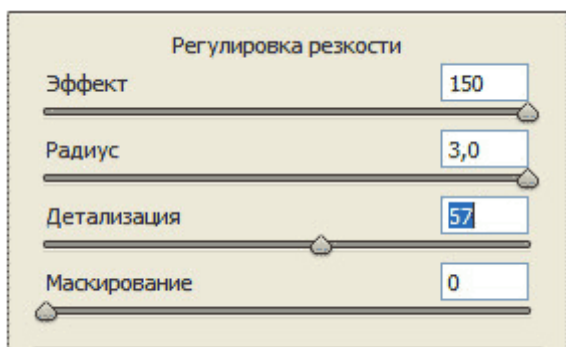 Регулировка резкости
Эффект 150
Радиус 3,0
Детализация 57
Маскирование 0